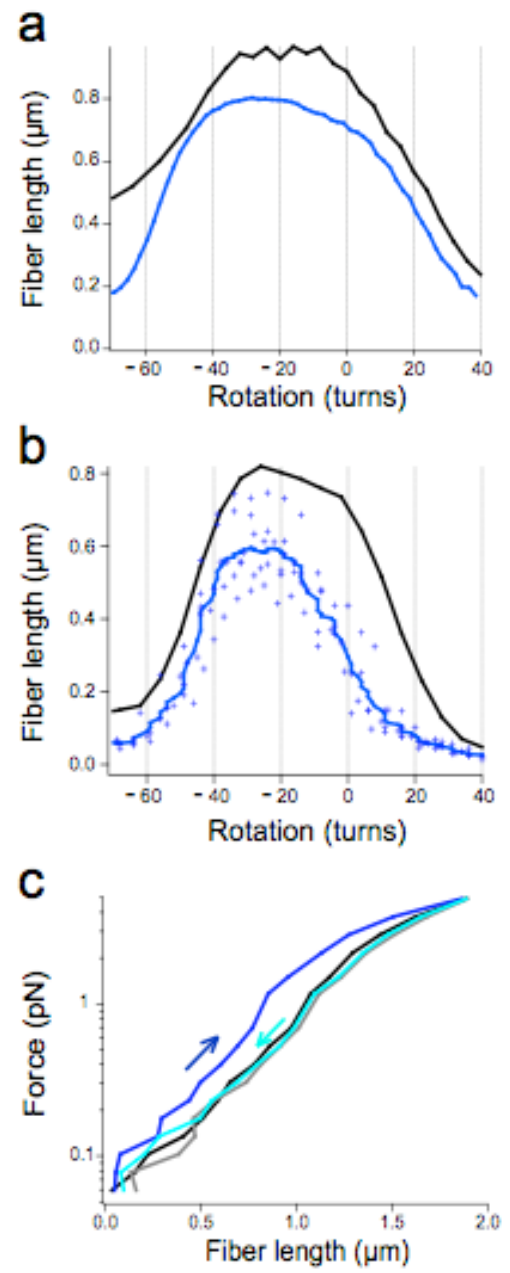 a
Fiber length (µm)
0.8
0.6
0.4
0.2
0.0
-60 -40 -20 0 20 40
Rotation (turns)
b
Fiber length (µm)
0.8
0.6
0.4
0.2
0.0
-60 -40 -20 0 20 40
Rotation (turns)
c
Force (pN)
1
0.1
0.0 0.5 1.0 1.5 2.0
Fiber length (µm)